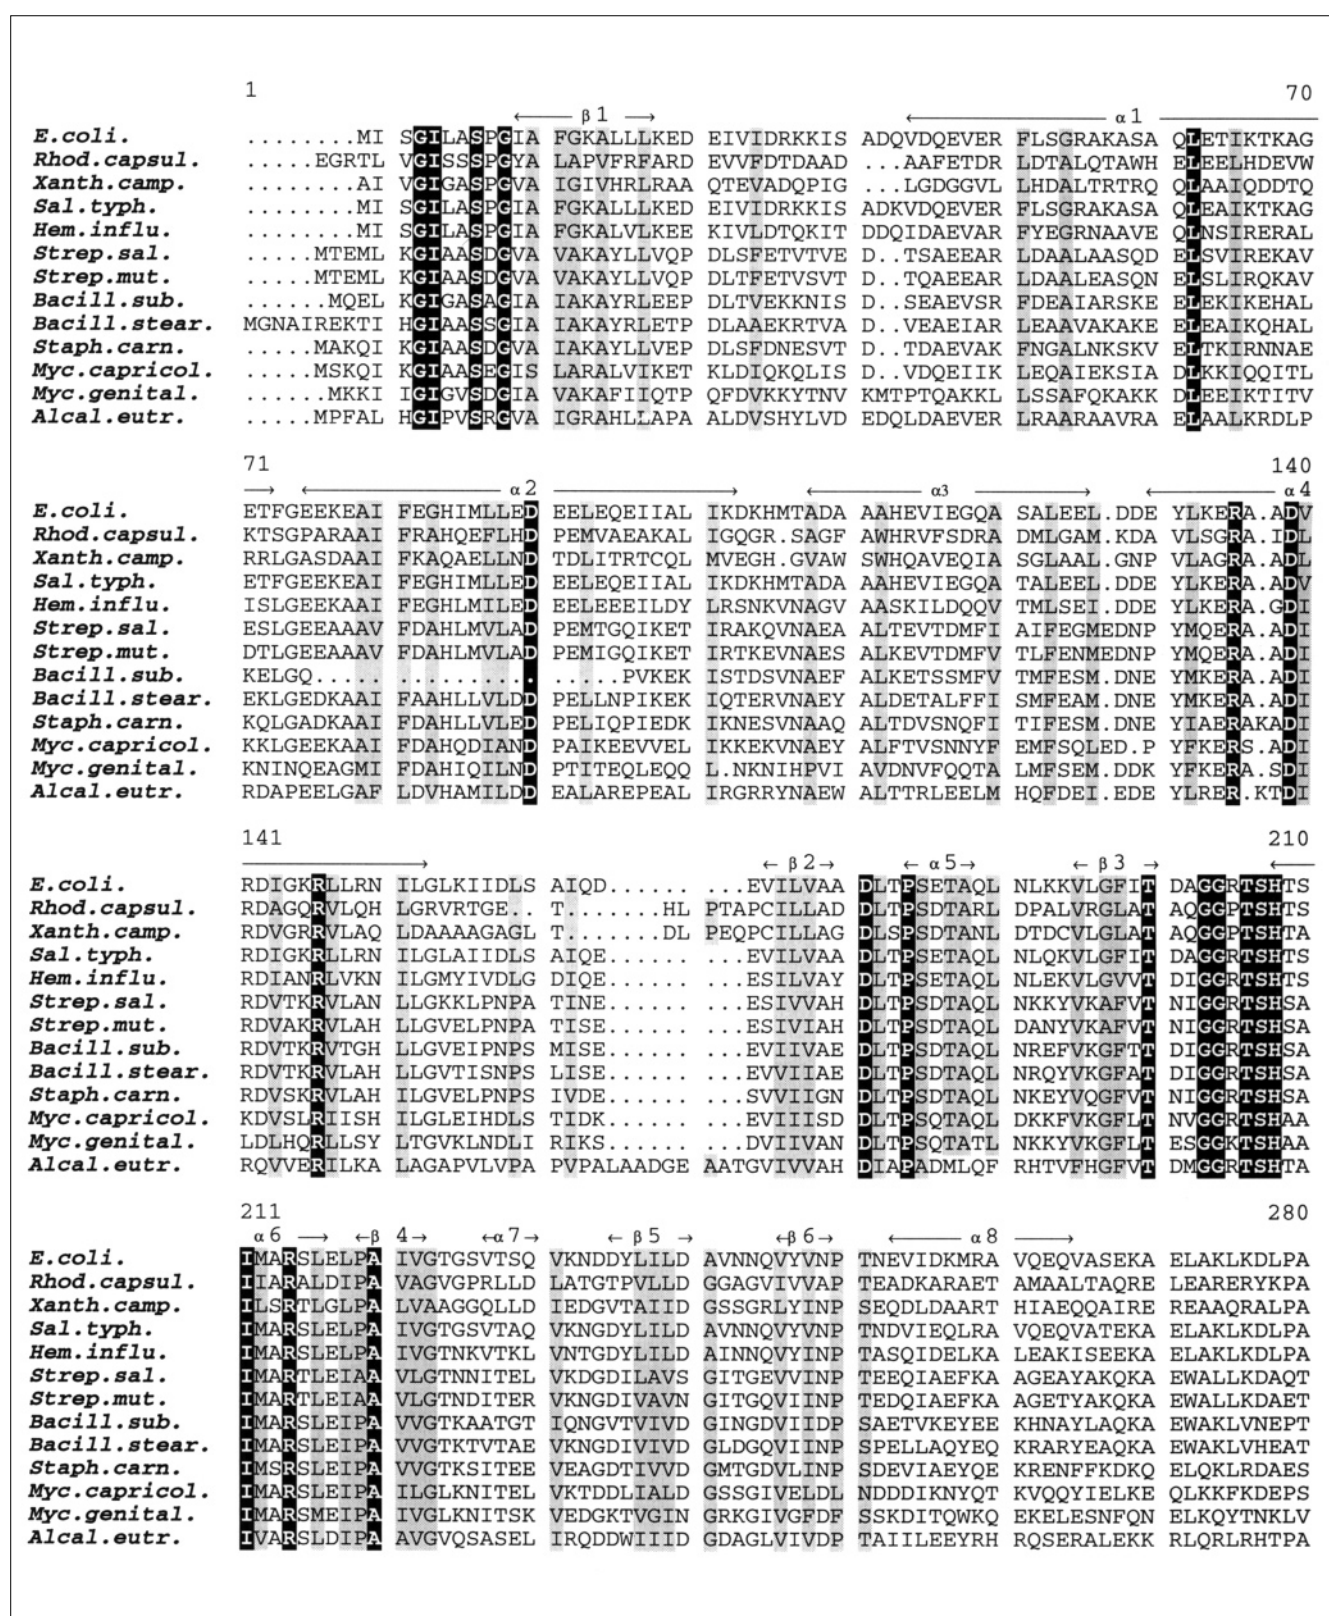 1 70
← β1 → ← α1
E.coli. ........MI SGILASPGIA FGKALLLKED EIVIDRKKIS ADQVDQEVER FLSGRAKASA QLETIKTKAG
Rhod.capsul. .....EGRTL VGISSSPGYA LAPVFRFARD EVVFDTDAAD ...AAFETDR LDTALQTAWH ELEELHDEVW
Xanth.camp. ........AI VGIGASPGVA IGIVHRLRAA QTEVADQPIG ...LGDGGVL LHDALTRTRQ QLAAIQDDTQ
Sal.typh. ........MI SGILASPGIA FGKALLLKED EIVIDRKKIS ADKVDQEVER FLSGRAKASA QLEAIKTKAG
Hem.influ. ........MI SGILASPGIA FGKALVLKEE KIVLDTQKIT DDQIDAEVAR FYEGRNAAVE QLNSIRERAL
Strep.sal. .....MTEML KGIAASDGVA VAKAYLLVQP DLSFETVTVE D..TSAEEAR LDAALAASQD ELSVIREKAV
Strep.mut. .....MTEML KGIAASDGVA VAKAYLLVQP DLTFETVSVT D..TQAEEAR LDAALEASQN ELSLIRQKAV
Bacill.sub. ......MQEL KGIGASAGIA IAKAYRLEEP DLTVEKKNIS D..SEAEVSR FDEAIARSKE ELEKIKEHAL
Bacill.stear. MGNAIREKTI HGIAASSGIA IAKAYRLETP DLAAEKRTVA D..VEAEIAR LEAAVAKAKE ELEAIKQHAL
Staph.carn. .....MAKQI KGIAASDGVA IAKAYLLVEP DLSFDNESVT D..TDAEVAK FNGALNKSKV ELTKIRNNAE
Myc.capricol. .....MSKQI KGIAASEGIS LARALVIKET KLDIQKQLIS D..VDQEIIK LEQAIEKSIA DLKKIQQITL
Myc.genital. .....MKKI IGIGVSDGIA VAKAFIIQTP QFDVKKYTNV KMTPTQAKKL LSSAFQKAKK DLEEIKTITV
Alcal.eutr. .....MPFAL HGIPVSRGVA IGRAHLLAPA ALDVSHYLVD EDQLDAEVER LRAARAAVRA ELAALKRDLP
71 140
→ ← α2 → ← α3 → ← α4
E.coli. ETFGEEKEAI FEGHIMLLED EELEQEIIAL IKDKHMTADA AAHEVIEGQA SALEEL.DDE YLKERA.ADV
Rhod.capsul. KTSGPARAAI FRAHQEFLHD PEMVAEAKAL IGQGR.SAGF AWHRVFSDRA DMLGAM.KDA VLSGRA.IDL
Xanth.camp. RRLGASDAAI FKAQAELLND TDLITRTCQL MVEGH.GVAW SWHQAVEQIA SGLAAL.GNP VLAGRA.ADL
Sal.typh. ETFGEEKEAI FEGHIMLLED EELEQEIIAL IKDKHMTADA AAHEVIEGQA TALEEL.DDE YLKERA.ADV
Hem.influ. ISLGEEKAAI FEGHLMILED EELEEEILDY LRSNKVNAGV AASKILDQQV TMLSEI.DDE YLKERAGDI
Strep.sal. ESLGEEAAAV FDAHLMVLAD PEMTGQIKET IRAKQVNAEA ALTEVTDMFI AIFEGMEDNP YMQERA.ADI
Strep.mut. DTLGEEAAAV FDAHLMVLAD PEMIGQIKET IRTKEVNAES ALKEVTDMFV TLFENMEDNP YMQERA.ADI
Bacill.sub. KELGQ..... .......... .....PVKEK ISTDSVNAEF ALKETSSMFV TMFESM.DNE YMKERA.ADI
Bacill.stear. EKLGEDKAAI FAAHLLVLDD PELLNPIKEK IQTERVNAEY ALDETALFFI SMFEAM.DNE YMKERA.ADI
Staph.carn. KQLGADKAAI FDAHLLVLED PELIQPIEDK IKNESVNAAQ ALTDVSNQFI TIFESM.DNE YIAERAKADI
Myc.capricol. KKLGEEKAAI FDAHQDIAND PAIKEEVVEL IKKEKVNAEY ALFTVSNNYF EMFSQLED.P YFKERS.ADI
Myc.genital. KNINQEAGMI FDAHIQILND PTITEQLEQQ L.NKNIHPVI AVDNVFQQTA LMFSEM.DDK YFKERA.SDI
Alcal.eutr. RDAPEELGAF LDVHAMILDD EALAREPEAL IRGRRYNAEW ALTTRLEELM HQFDEI.EDE YLRER.KTDI
141 210
→ ← β2 → ← α5 → ← β3 → ←
E.coli. RDIGKRLLRN ILGLKIIDLS AIQD...... ...EVILVAA DLTPSETAQL NLKKVLGFIT DAGGRTSHTS
Rhod.capsul. RDAGQRVLQH LGRVRTGE.. T.......HL PTAPCILLAD DLTPSDTARL DPALVRGLAT AQGGPTSHTS
Xanth.camp. RDVGRRVLAQ LDAAAAGAGL T.......DL PEQPCILLAG DLSPSDTANL DTDCVLGLAT AQGGPTSHTA
Sal.typh. RDIGKRLLRN ILGLAIIDLS AIQE...... ...EVILVAA DLTPSETAQL NLQKVLGFIT DAGGRTSHTS
Hem.influ. RDIANRLVKN ILGMYIVDLG DIQE...... ...ESILVAY DLTPSETAQL NLEKVLGVVT DIGGRTSHTS
Strep.sal. RDVTKRVLAN LLGKKLPNPA TINE...... ...ESIVVAH DLTPSDTAQL NKKYVKAFVT NIGGRTSHSA
Strep.mut. RDVAKRVLAH LLGVELPNPA TISE...... ...ESIVIAH DLTPSDTAQL DANYVKAFVT NIGGRTSHSA
Bacill.sub. RDVTKRVTGH LLGVEIPNPS MISE...... ...EVIIVAE DLTPSDTAQL NREFVKGFTT DIGGRTSHSA
Bacill.stear. RDVTKRVLAH LLGVTISNPS LISE...... ...EVIIIAE DLTPSDTAQL NRQYVKGFAT DIGGRTSHSA
Staph.carn. RDVSKRVLAH ILGVELPNPS IVDE...... ...SVVIIGN DLTPSDTAQL NKEYVQGFVT NIGGRTSHSA
Myc.capricol. KDVSLRIISH ILGLEIHDLS TIDK...... ...EVIIISD DLTPSQTAQL DKKFVKGFLT NVGGRTSHAA
Myc.genital. LDLHQRLLSY LTGVKLNDLI RIKS...... ...DVIIVAN DLTPSQTATL NKKYVKGFLT ESGGKTSHAA
Alcal.eutr. RQVVERILKA LAGAPVLVPA PVPALAADGE AATGVIVVAH DIAPADMLQF RHTVFHGFVT DMGGRTSHTA
211 280
α6 → ←β 4→ ←α7→ ← β5 → ← β6 → ← α8 →
E.coli. IMARSLELPA IVGTGSVTSQ VKNDDYLILD AVNNQVYVNP TNEVIDKMRA VQEQVASEKA ELAKLKDLPA
Rhod.capsul. IIARALDIPA VAGVGPRLLD LATGTPVLLD GGAGVIVVAP TEADKARAET AMAALTAQRE LEARERYKPA
Xanth.camp. ILSRTLGLPA LVAAGGQLLD IEDGVTAIID GSSGRLYINP SEQDLDAART HIAEQQAIRER REAAQRALPA
Sal.typh. IMARSLELPA IVGTGSVTAQ VKNGDYLILD AVNNQVYVNP TNDVIEQLRA VQEQVATEKA ELAKLKDLPA
Hem.influ. IMARSLELPA IVGTNKVTKL VNTGDYLILD AINNQVYVNP TASQIDELKA LEAKISEEKA ELAKLKDLPA
Strep.sal. IMARSLEIAA VLGTNNITEL VKDGDILAVS GITGEVVINP TEEQIAEFKA AGEAYAKQKA EWALLKDAQT
Strep.mut. IMARTLEIAA VLGTNDITER VKNGDIVAVN GITGQVIINP TEDQIAEFKA AGETYAKQKA EWALLKDAET
Bacill.sub. IMARSLEIPA VVGTKAATGT IQNGVTVIVD GINGDVIIDP SAETVKEYEE KHNAYLAQKA EWAKLVNEPT
Bacill.stear. IMARSLEIPA VVGTKTVTAE VKNGDIVIVD GLDGQVIINP SPELLAQYEQ KRARYEAQKA EWAKLVHEAT
Staph.carn. IMSRSLEIPA VVGTKSITEE VEAGDTIVVD GMTGDVLINP SDEVIAEYQE KRENFFKDKQ ELQKLRDAES
Myc.capricol. IMARSLEIPA ILGLKNITEL VKTDDLIALD GSSGIVELDL NDDDIKNYQT KVQQYIELKE QLKKFKDEPS
Myc.genital. IMARSMEIPA IVGLKNITSK VEDGKTVGIN GRKGIVGFDF SSKDITQWKQ EKELESNFQN ELKQYTNKLV
Alcal.eutr. IVARSLDIPA AVGVQSASEL IRQDDWIIID GDAGLVIVDP TAIILEEYRH RQSERALEKK RLQRLRHTPA